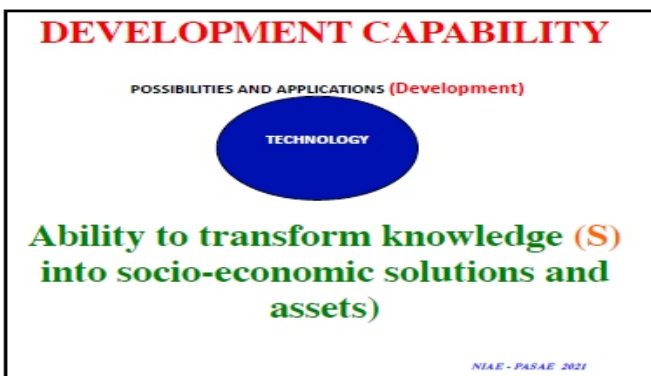 DEVELOPMENT CAPABILITY
POSSIBILITIES AND APPLICATIONS (Development)
TECHNOLOGY
Ability to transform knowledge (S)
into socio-economic solutions and
assets)
NIAE - PASAE 2021